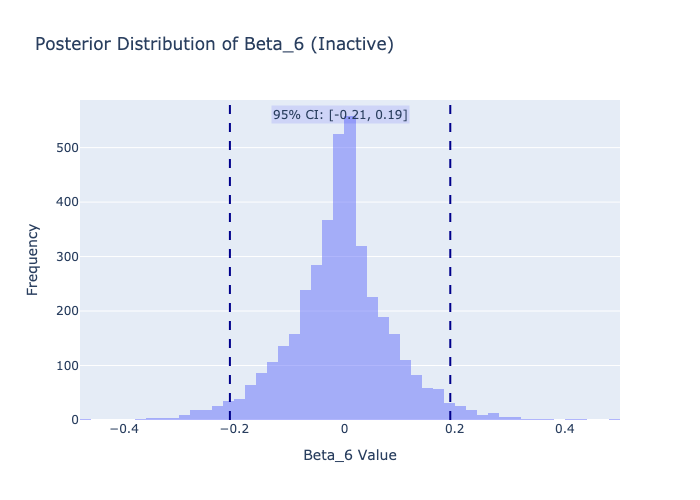 Posterior Distribution of Beta_6 (Inactive)
95% CI: [-0.21, 0.19]
500
400
300
200
100
0
Frequency
−0.4
−0.2
0
0.2
0.4
Beta_6 Value